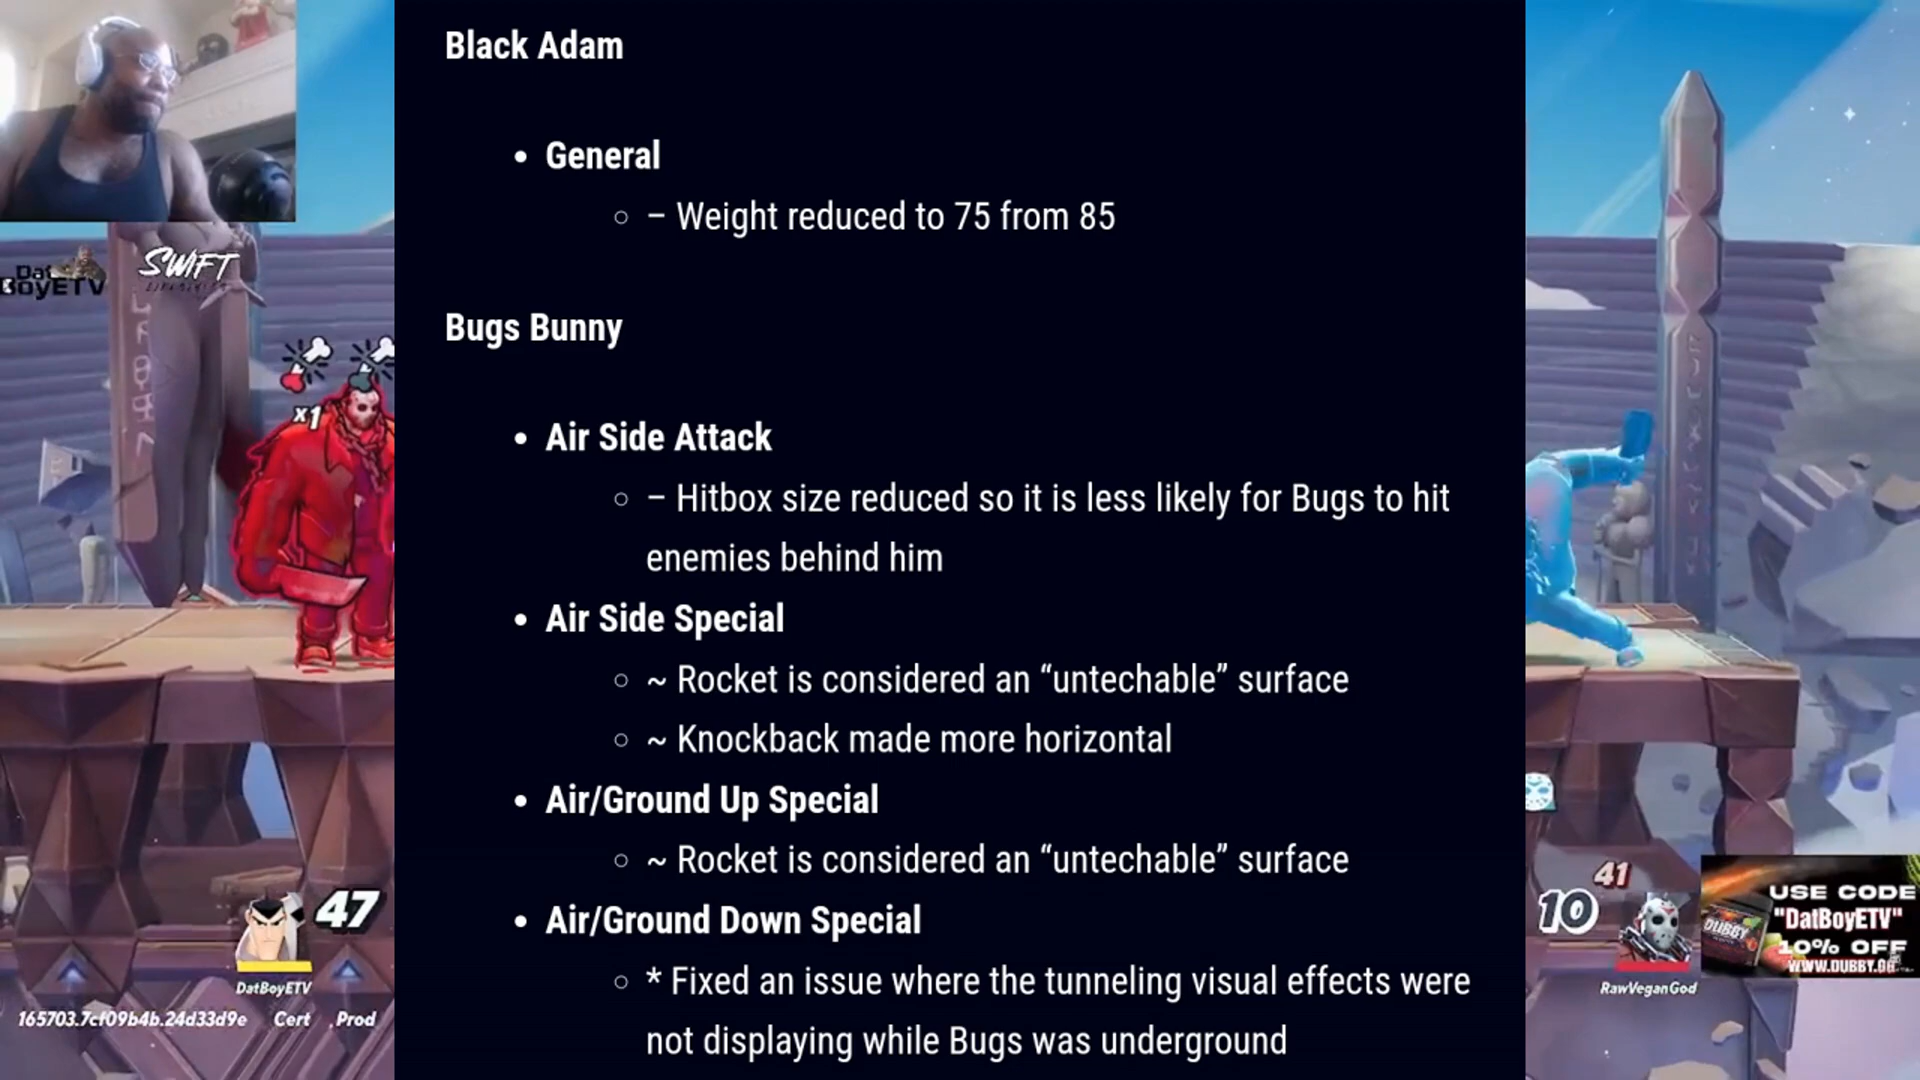 Black Adam
• General
○ – Weight reduced to 75 from 85
Bugs Bunny
• Air Side Attack
○ – Hitbox size reduced so it is less likely for Bugs to hit
enemies behind him
• Air Side Special
○ ~ Rocket is considered an “untechable” surface
○ ~ Knockback made more horizontal
• Air/Ground Up Special
○ ~ Rocket is considered an “untechable” surface
• Air/Ground Down Special
○ * Fixed an issue where the tunneling visual effects were
not displaying while Bugs was underground
Dat
BoyETV
SWIFT
x1
47
DatBoyETV
165703.7cf09b4b.24d33d9e Cert Prod
41
10
RawVeganGod
DUBBY
USE CODE
"DatBoyETV"
10% OFF
WWW.DUBBY.GG